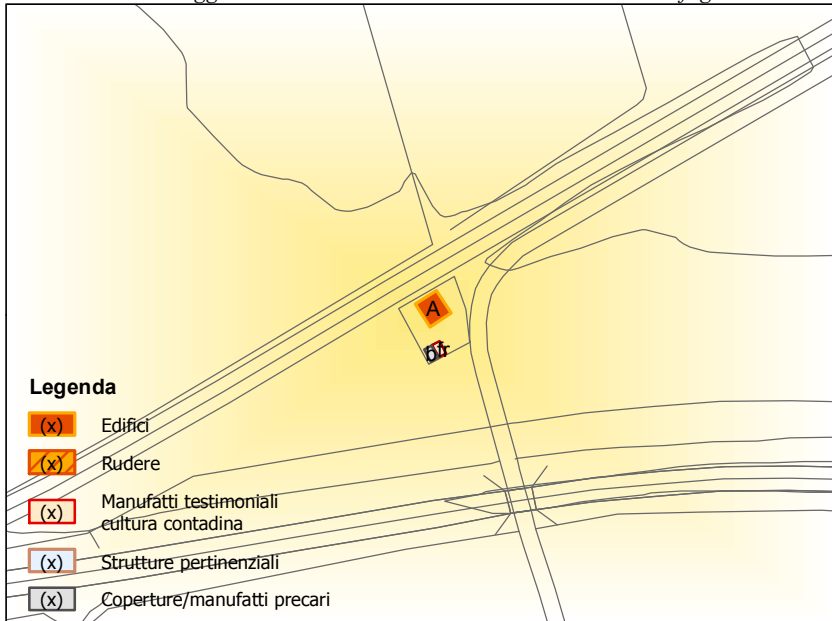 A
Legenda
(x) Edifici
(x) Rudere
(x) Manufatti testimoniali
cultura contadina
(x) Strutture pertinenziali
(x) Coperture/manufatti precari